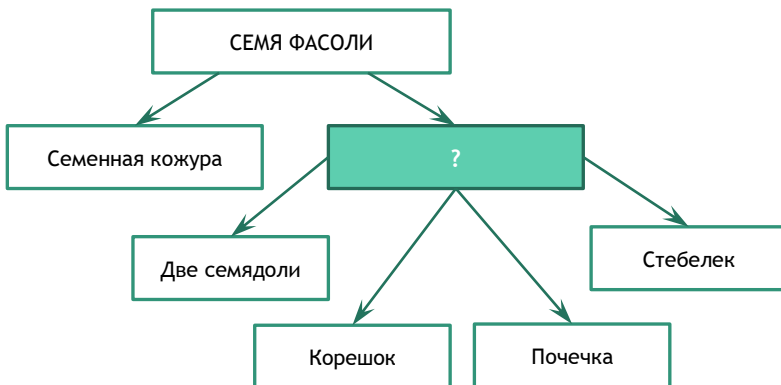 СЕМЯ ФАСОЛИ
Семенная кожура
?
Две семядоли
Стебелек
Корешок
Почечка